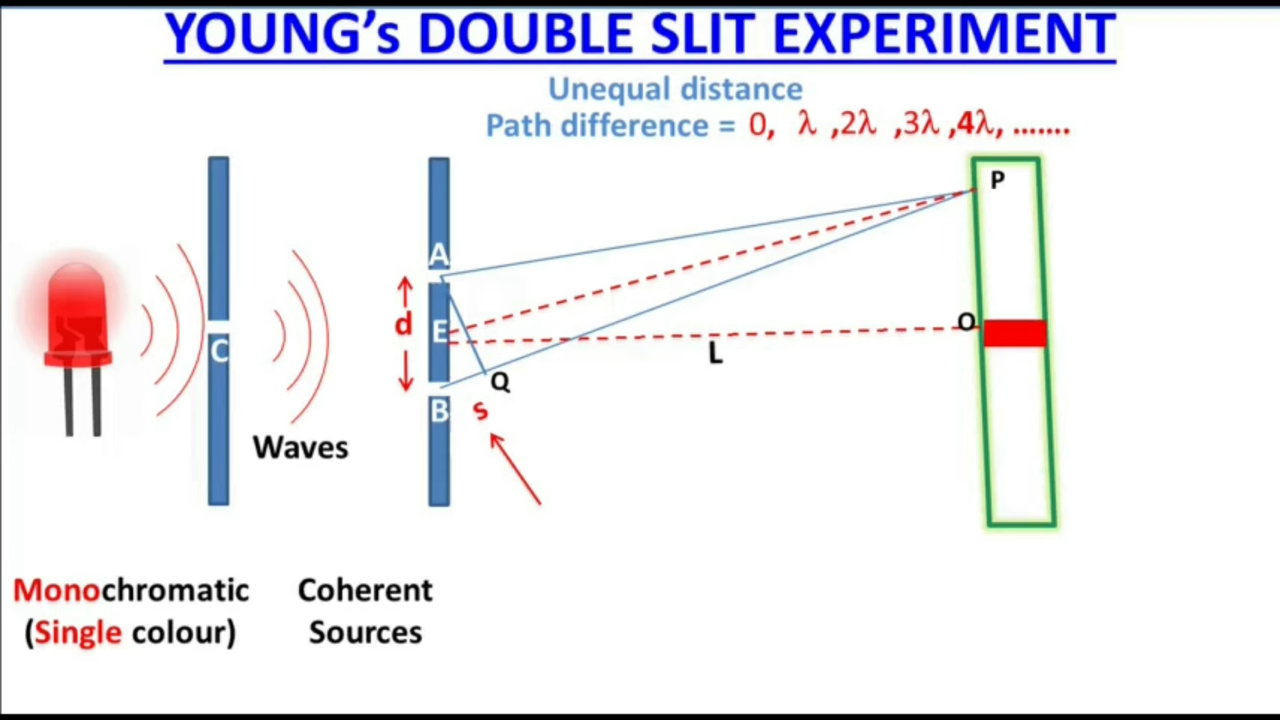 YOUNG's DOUBLE SLIT EXPERIMENT
Unequal distance
Path difference = 0, λ ,2λ ,3λ ,4λ, .......
P
A
d
E
C
O
L
Q
B
s
Waves
Monochromatic
(Single colour)
Coherent
Sources